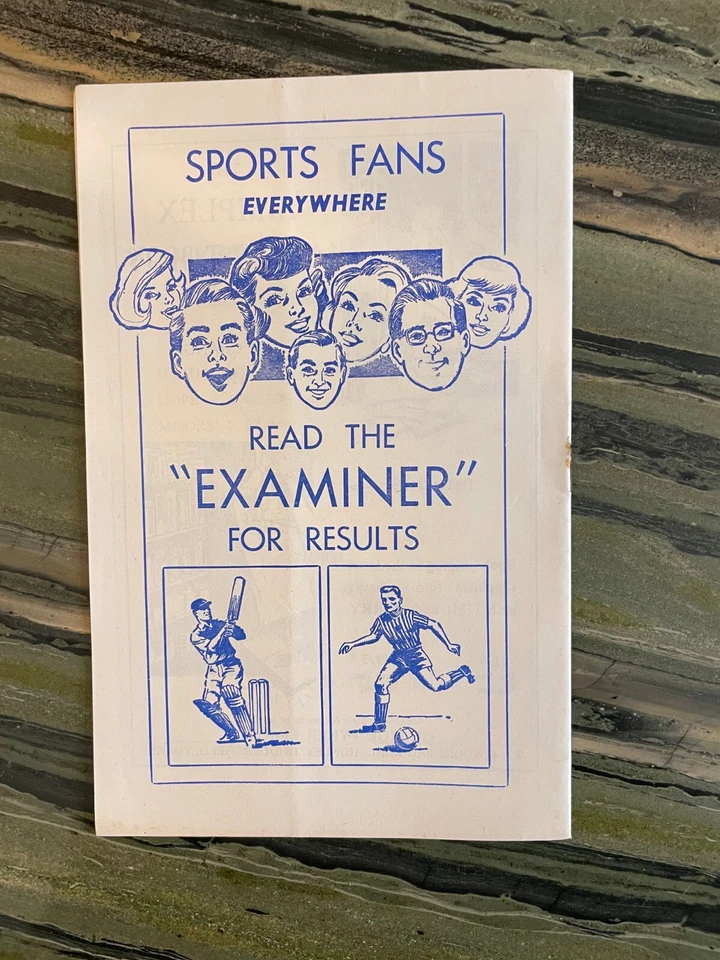 SPORTS FANS
EVERYWHERE
READ THE
"EXAMINER"
FOR RESULTS